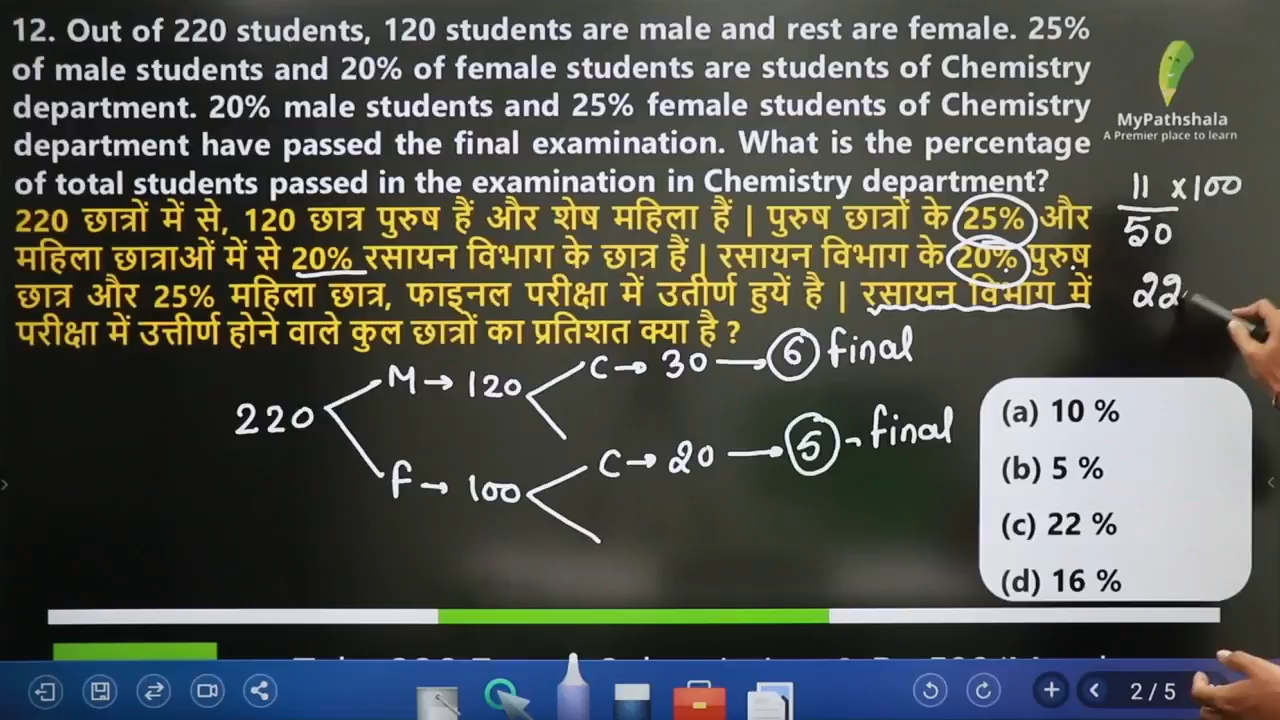 12. Out of 220 students, 120 students are male and rest are female. 25%
of male students and 20% of female students are students of Chemistry
department. 20% male students and 25% female students of Chemistry
department have passed the final examination. What is the percentage
of total students passed in the examination in Chemistry department?
220 छात्रों में से, 120 छात्र पुरुष हैं और शेष महिला हैं | पुरुष छात्रों के 25% और
महिला छात्राओं में से 20% रसायन विभाग के छात्र हैं | रसायन विभाग के 20% पुरुष
छात्र और 25% महिला छात्र, फाइनल परीक्षा में उतीर्ण हुयें है | रसायन विभाग में
परीक्षा में उत्तीर्ण होने वाले कुल छात्रों का प्रतिशत क्या है ?
MyPathshala
A Premier place to learn
11 x100
50
22
220
M → 120
C → 30 → 6 final
F → 100
C → 20 → 5 - final
(a) 10 %
(b) 5 %
(c) 22 %
(d) 16 %
2 / 5